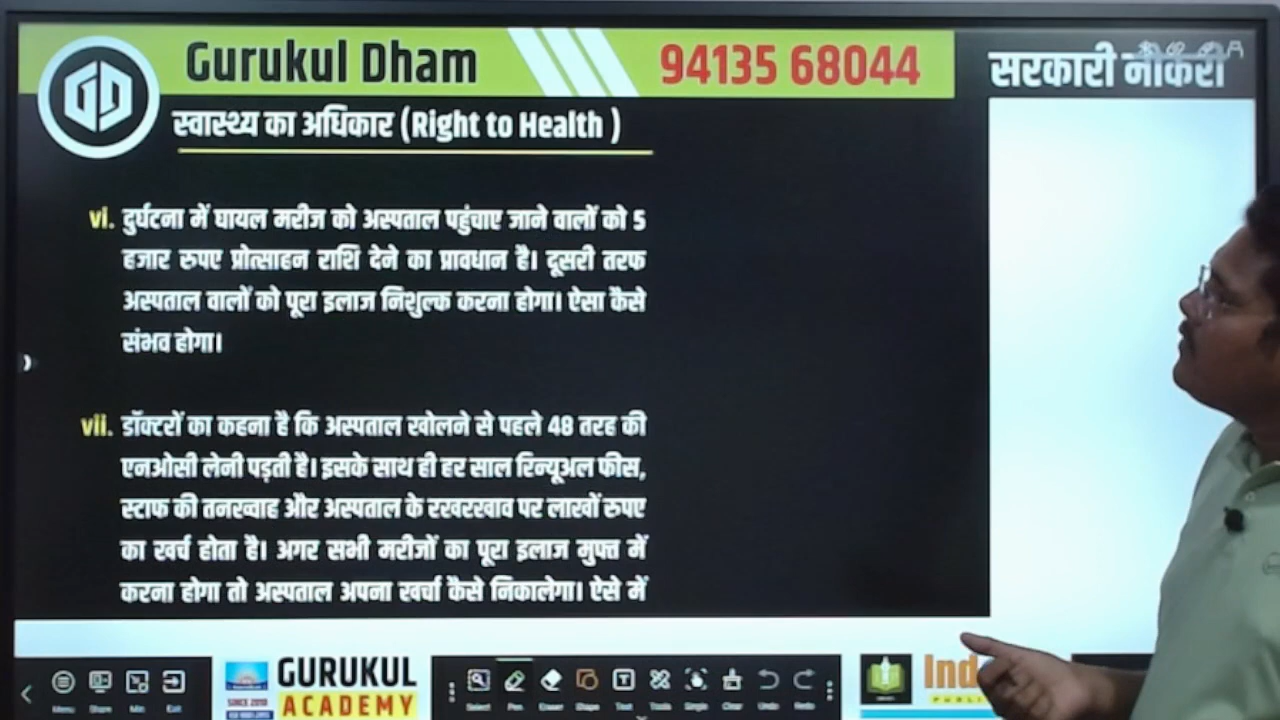 Gurukul Dham 94135 68044
सरकारी नौकरी
स्वास्थ्य का अधिकार (Right to Health )
vi. दुर्घटना में घायल मरीज को अस्पताल पहुंचाए जाने वालों को 5
हजार रुपए प्रोत्साहन राशि देने का प्रावधान है। दूसरी तरफ
अस्पताल वालों को पूरा इलाज निशुल्क करना होगा। ऐसा कैसे
संभव होगा।
vii. डॉक्टरों का कहना है कि अस्पताल खोलने से पहले 48 तरह की
एनओसी लेनी पड़ती है। इसके साथ ही हर साल रिन्यूअल फीस,
स्टाफ की तनख्वाह और अस्पताल के रखरखाव पर लाखों रुपए
का खर्च होता है। अगर सभी मरीजों का पूरा इलाज मुफ्त में
करना होगा तो अस्पताल अपना खर्चा कैसे निकालेगा। ऐसे में
GURUKUL
ACADEMY
SINCE 2010
Menu Share Min Exit
Select Pen Eraser Shape Text Tools Single Clear Undo Redo